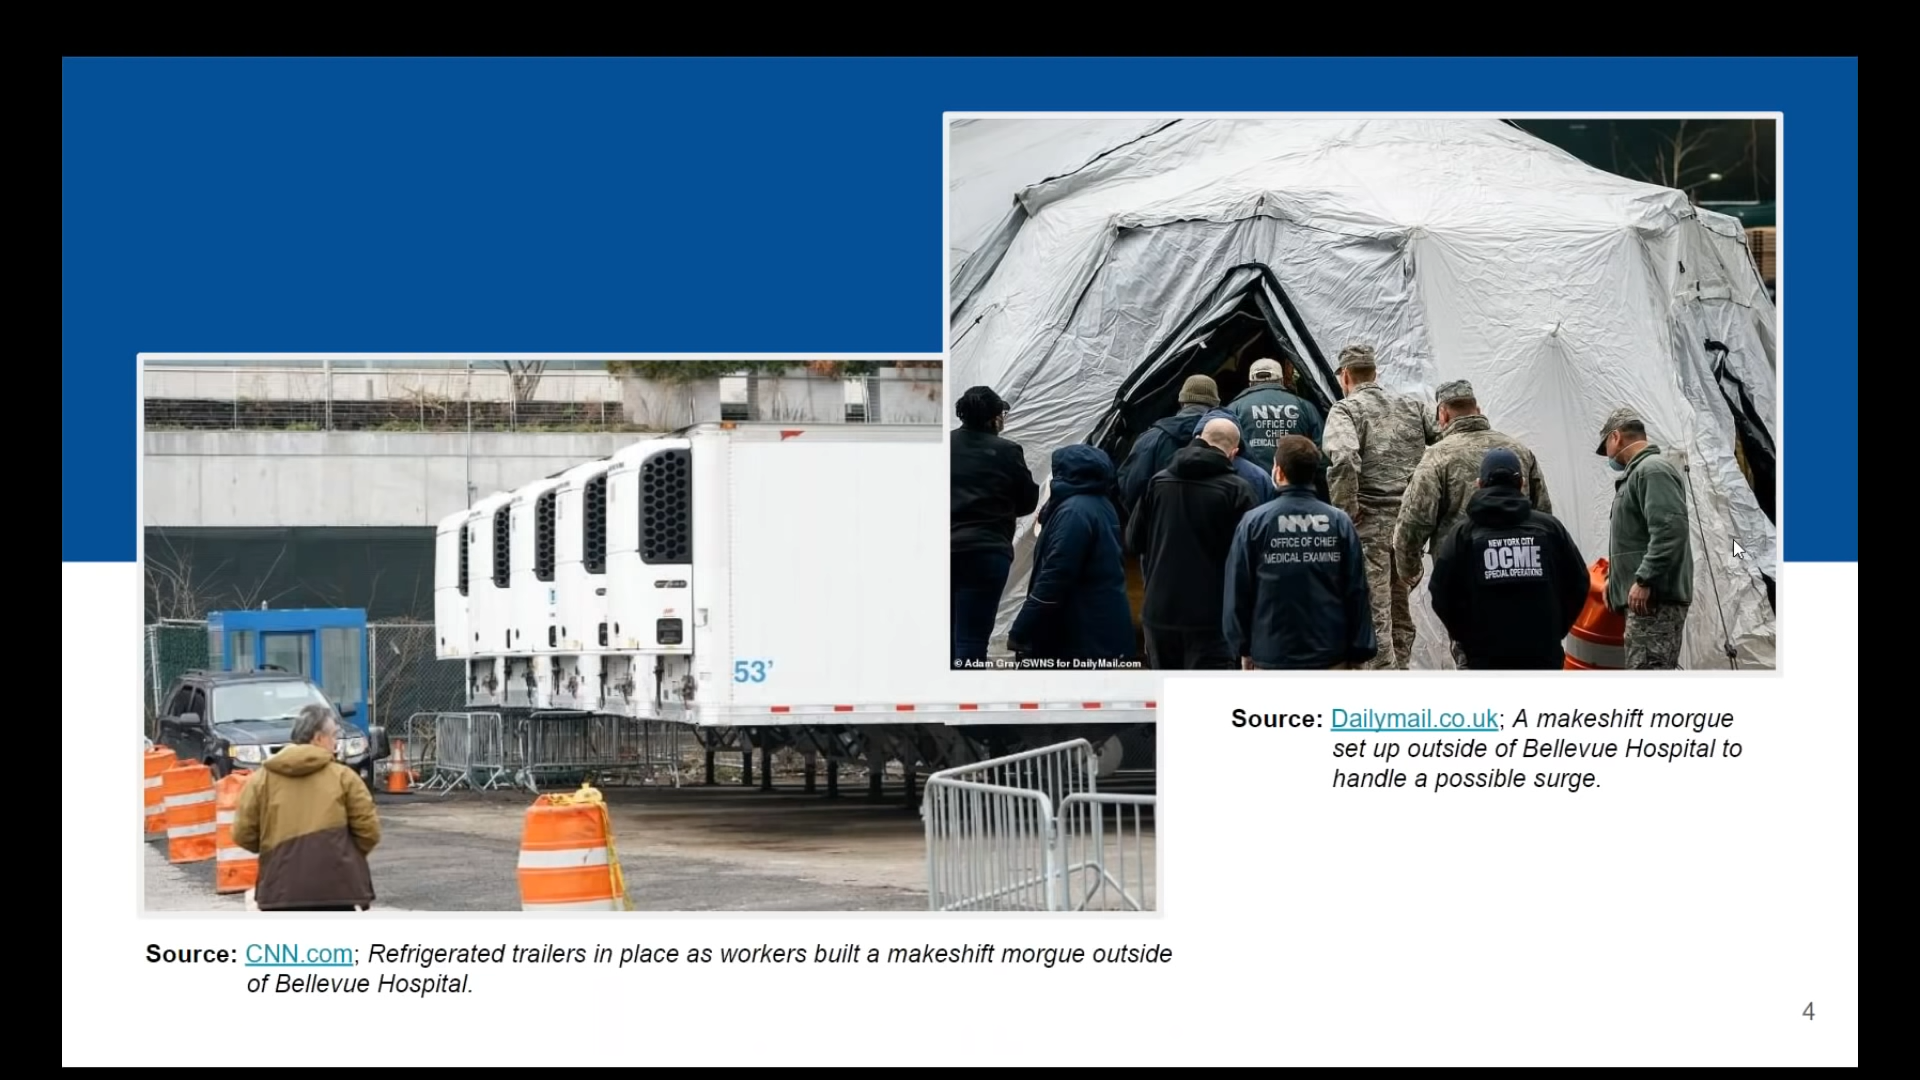 NYC
OFFICE OF
CHIEF
MEDICAL
NYC
OFFICE OF CHIEF
MEDICAL EXAMINER
NEW YORK CITY
OCME
SPECIAL OPERATIONS
© Adam Gray/SWNS for DailyMail.com
53'
Source: Dailymail.co.uk; A makeshift morgue
set up outside of Bellevue Hospital to
handle a possible surge.
Source: CNN.com; Refrigerated trailers in place as workers built a makeshift morgue outside
of Bellevue Hospital.
4